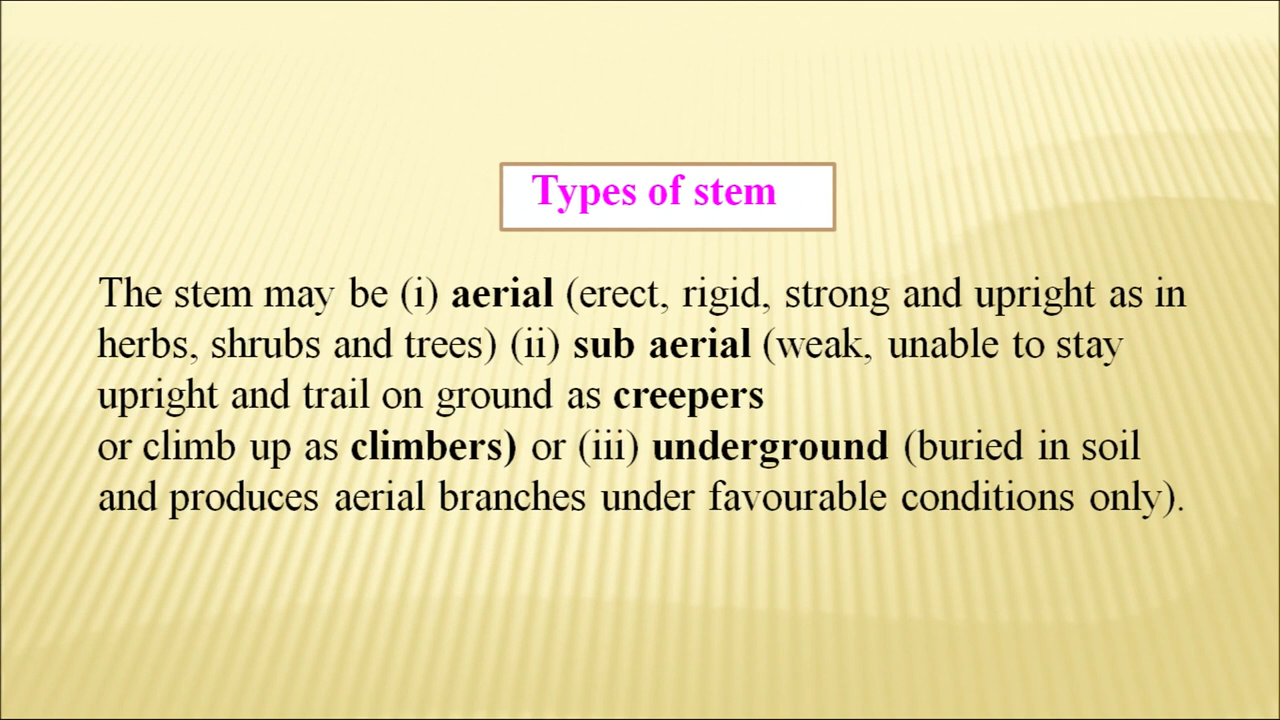 Types of stem
The stem may be (i) aerial (erect, rigid, strong and upright as in
herbs, shrubs and trees) (ii) sub aerial (weak, unable to stay
upright and trail on ground as creepers
or climb up as climbers) or (iii) underground (buried in soil
and produces aerial branches under favourable conditions only).